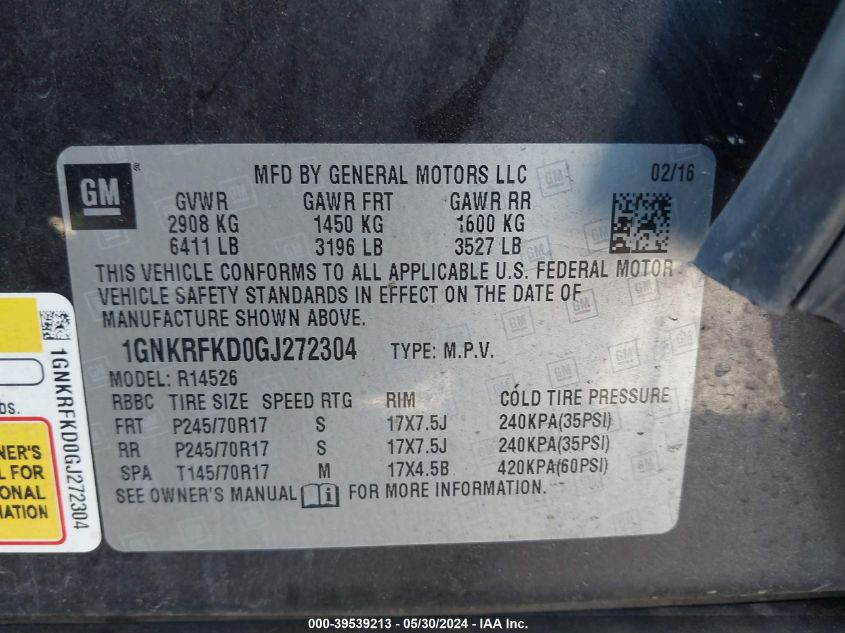 GM
MFD BY GENERAL MOTORS LLC
02/16
GVWR GAWR FRT GAWR RR
2908 KG 1450 KG 1600 KG
6411 LB 3196 LB 3527 LB
THIS VEHICLE CONFORMS TO ALL APPLICABLE U.S. FEDERAL MOTOR
VEHICLE SAFETY STANDARDS IN EFFECT ON THE DATE OF
MANUFACTURE SHOWN ABOVE.
1GNKRFKD0GJ272304 TYPE: M.P.V.
MODEL: R14526
RBBC TIRE SIZE SPEED RTG RIM COLD TIRE PRESSURE
FRT P245/70R17 S 17X7.5J 240KPA(35PSI)
RR P245/70R17 S 17X7.5J 240KPA(35PSI)
SPA T145/70R17 M 17X4.5B 420KPA(60PSI)
SEE OWNER'S MANUAL FOR MORE INFORMATION.
1GNKRFKD0GJ272304
000-39539213 - 05/30/2024 - IAA Inc.